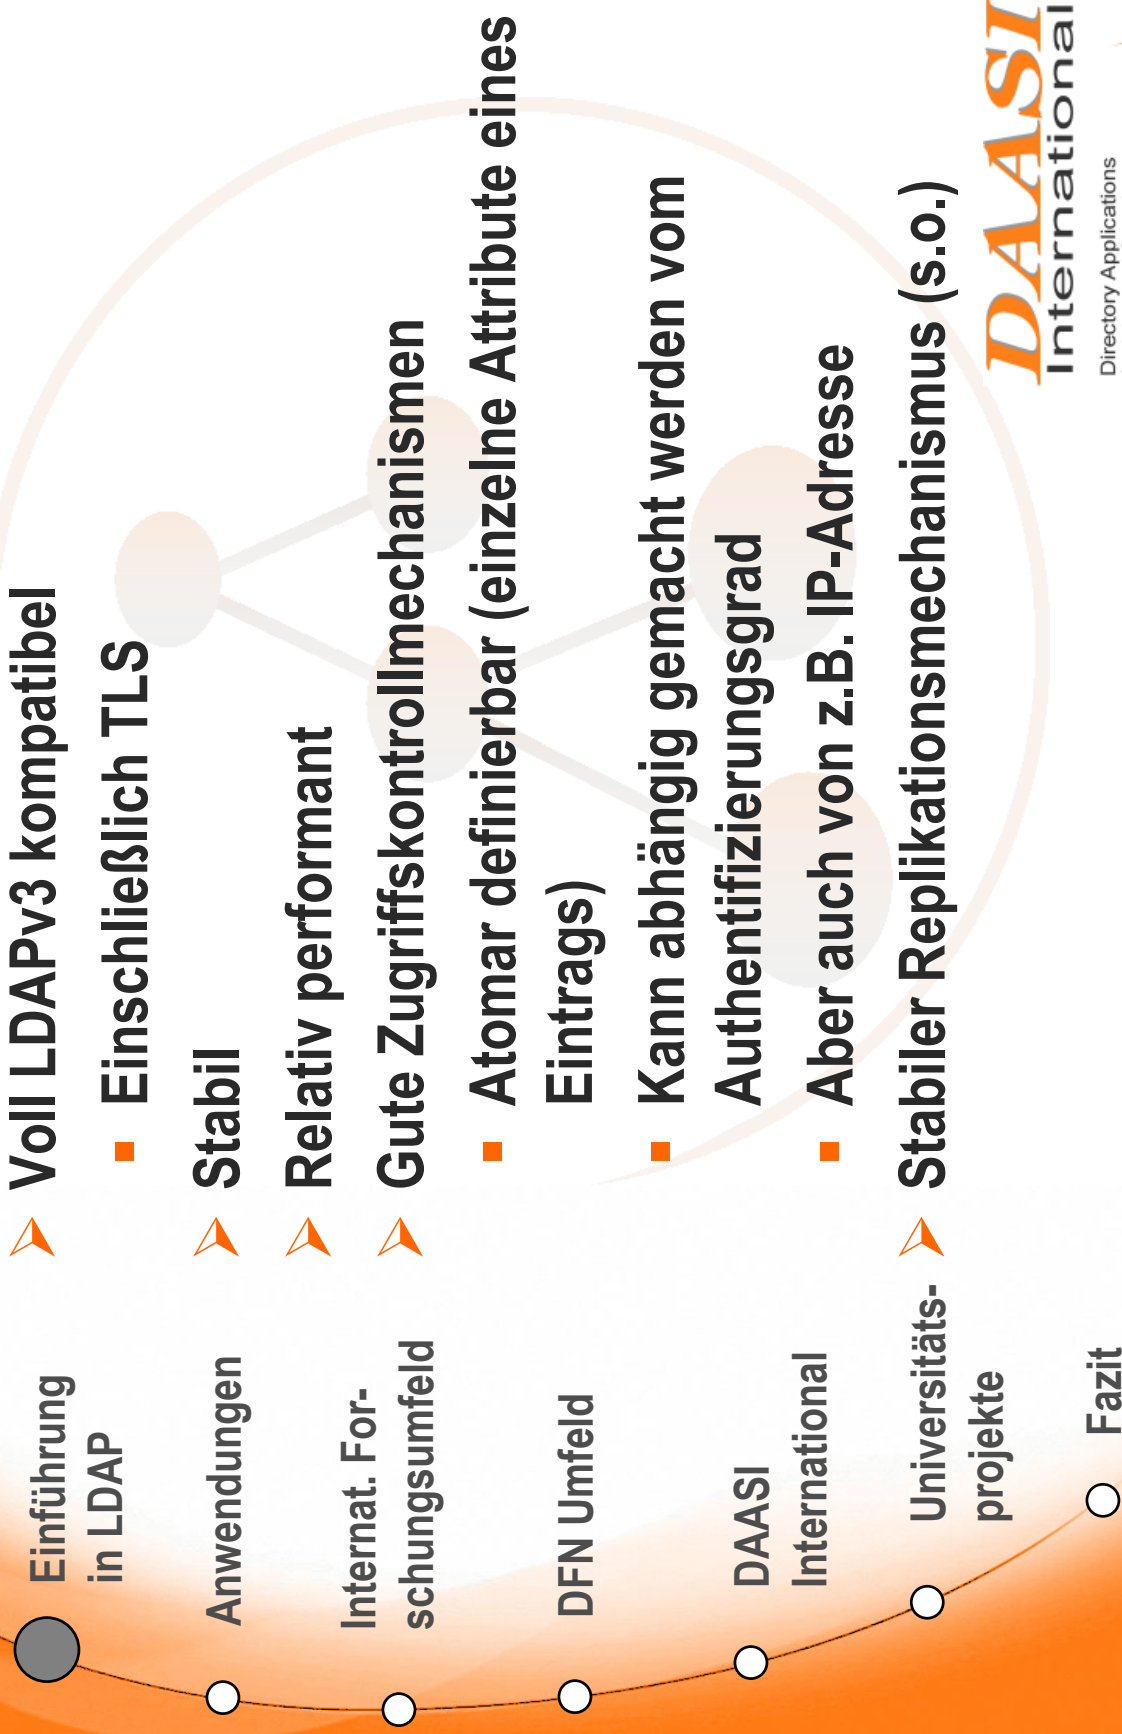 Voll LDAPv3 kompatibel
Einschließlich TLS
Stabil
Relativ performant
Gute Zugriffskontrollmechanismen
Atomar definierbar (einzelne Attribute eines
Eintrags)
Kann abhängig gemacht werden vom
Authentifizierungsgrad
Aber auch von z.B. IP-Adresse
Stabiler Replikationsmechanismus (s.o.)
Einführung
in LDAP
Anwendungen
Internat. For-
schungsumfeld
DFN Umfeld
DAASI
International
Universitäts-
projekte
Fazit
DAASI
International
Directory Applications